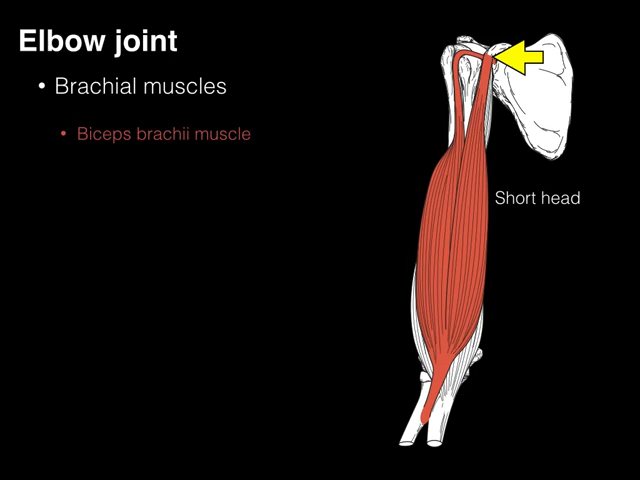 Elbow joint
• Brachial muscles
• Biceps brachii muscle
Short head